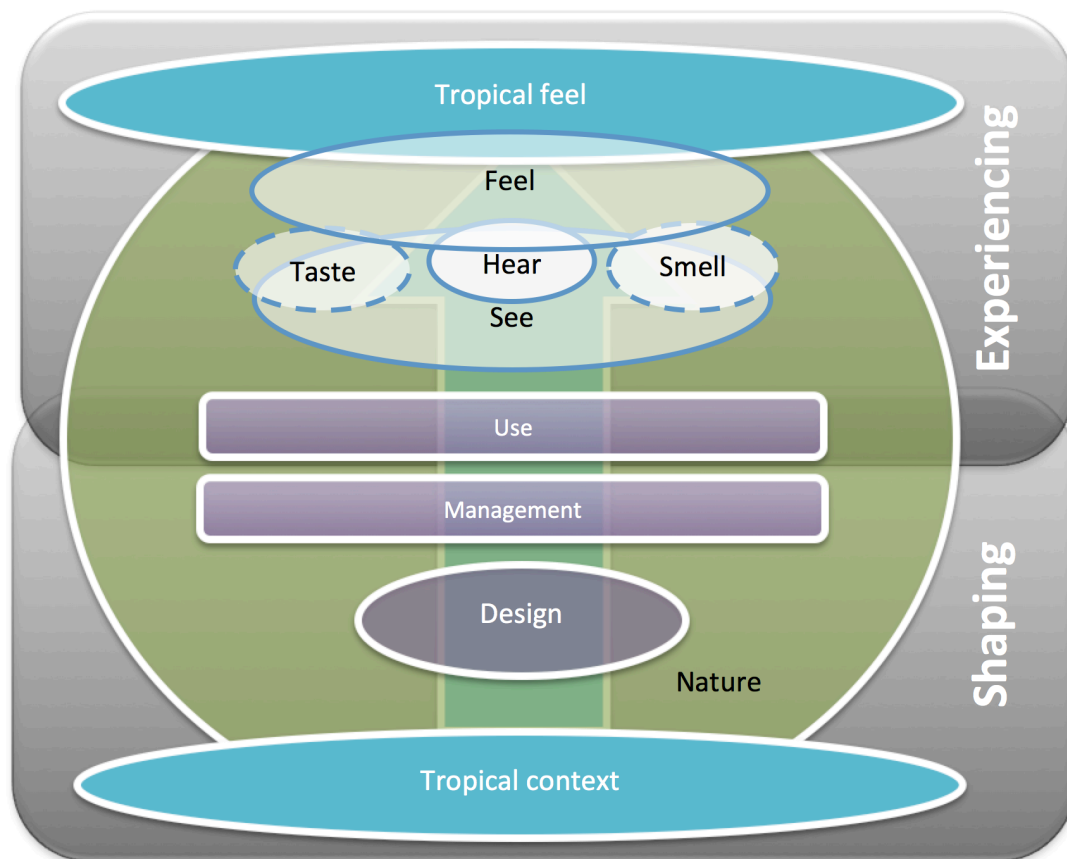 Tropical feel
Feel
Taste
Hear
Smell
See
Experiencing
Use
Management
Design
Nature
Shaping
Tropical context